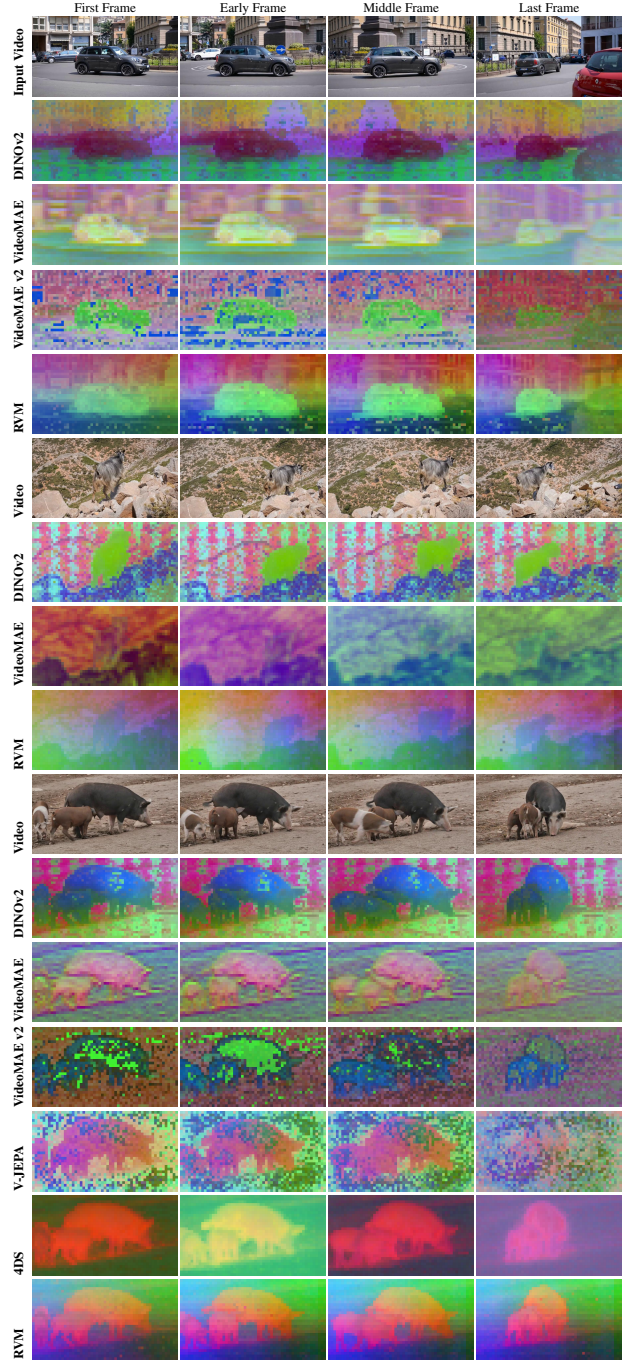 First Frame Early Frame Middle Frame Last Frame
Input Video
DINOv2
VideoMAE
VideoMAE v2
RVM
Video
DINOv2
VideoMAE
RVM
Video
DINOv2
VideoMAE
VideoMAE v2
V-JEPA
4DS
RVM